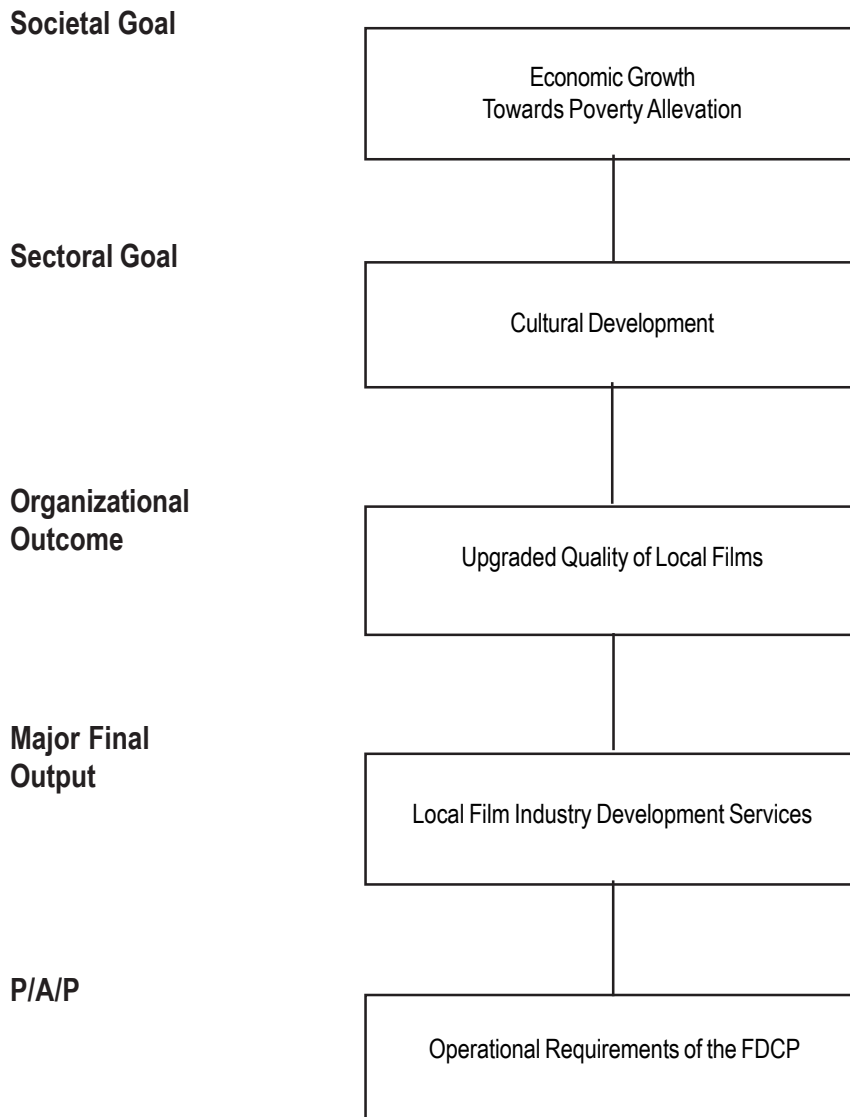 Societal Goal
Economic Growth
Towards Poverty Allevation
Sectoral Goal
Cultural Development
Organizational
Outcome
Upgraded Quality of Local Films
Major Final
Output
Local Film Industry Development Services
P/A/P
Operational Requirements of the FDCP